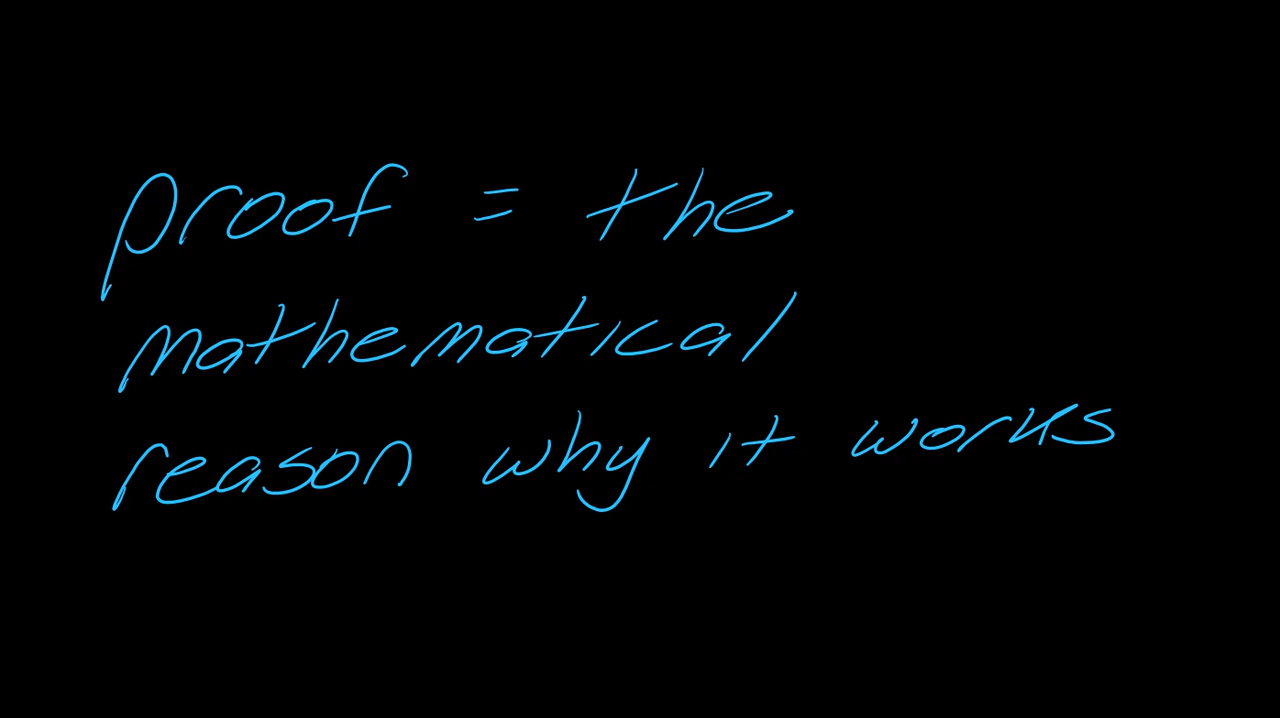 proof = the
mathematical
reason why it works